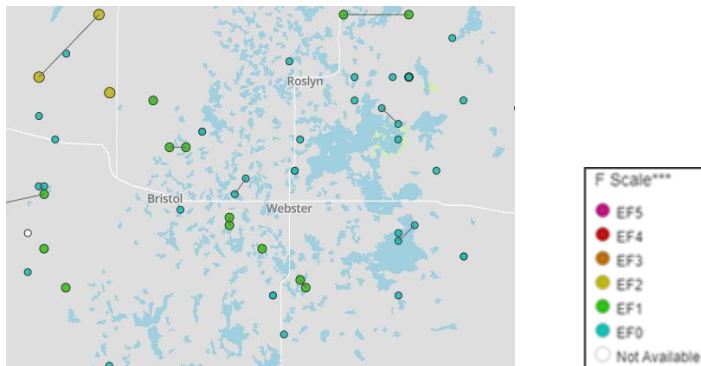 Roslyn
Bristol
Webster
F Scale***
EF5
EF4
EF3
EF2
EF1
EF0
Not Available